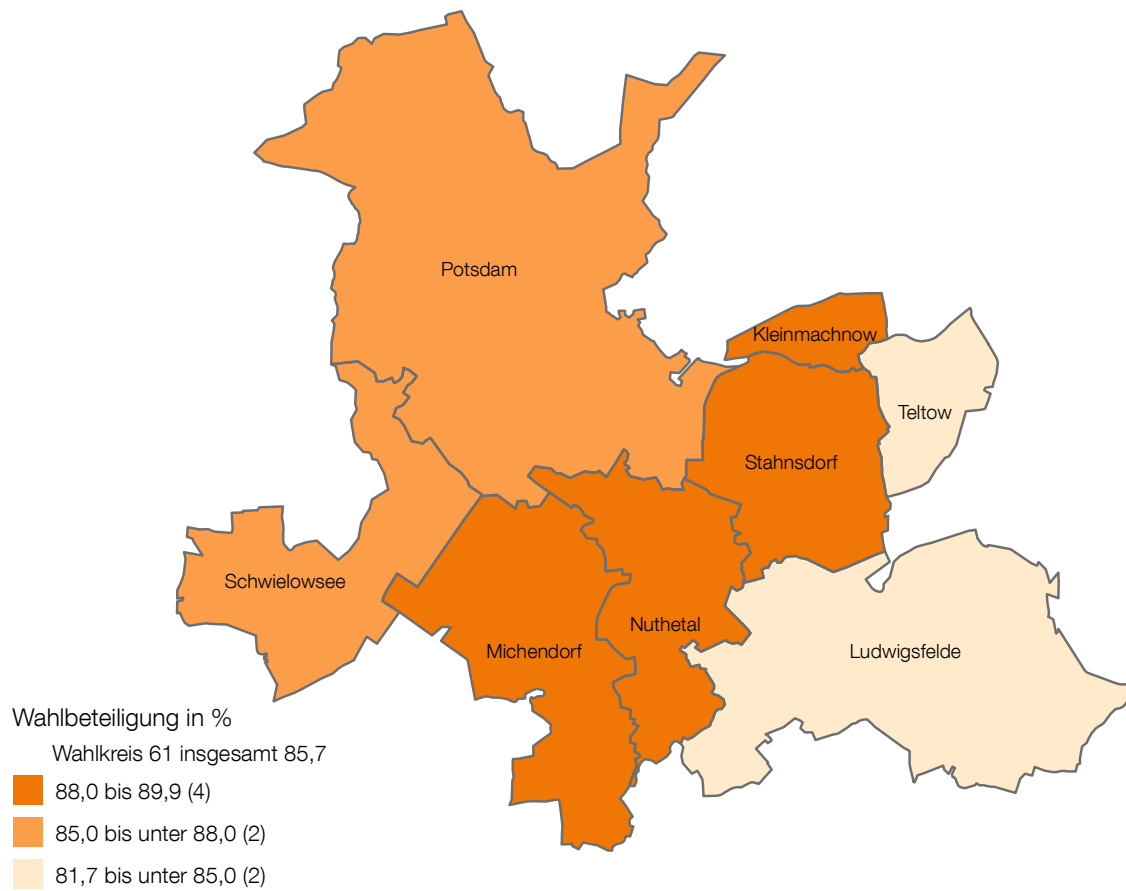 Potsdam
Kleinmachnow
Teltow
Stahnsdorf
Schwielowsee
Nuthetal
Michendorf
Ludwigsfelde
Wahlbeteiligung in %
Wahlkreis 61 insgesamt 85,7
88,0 bis 89,9 (4)
85,0 bis unter 88,0 (2)
81,7 bis unter 85,0 (2)